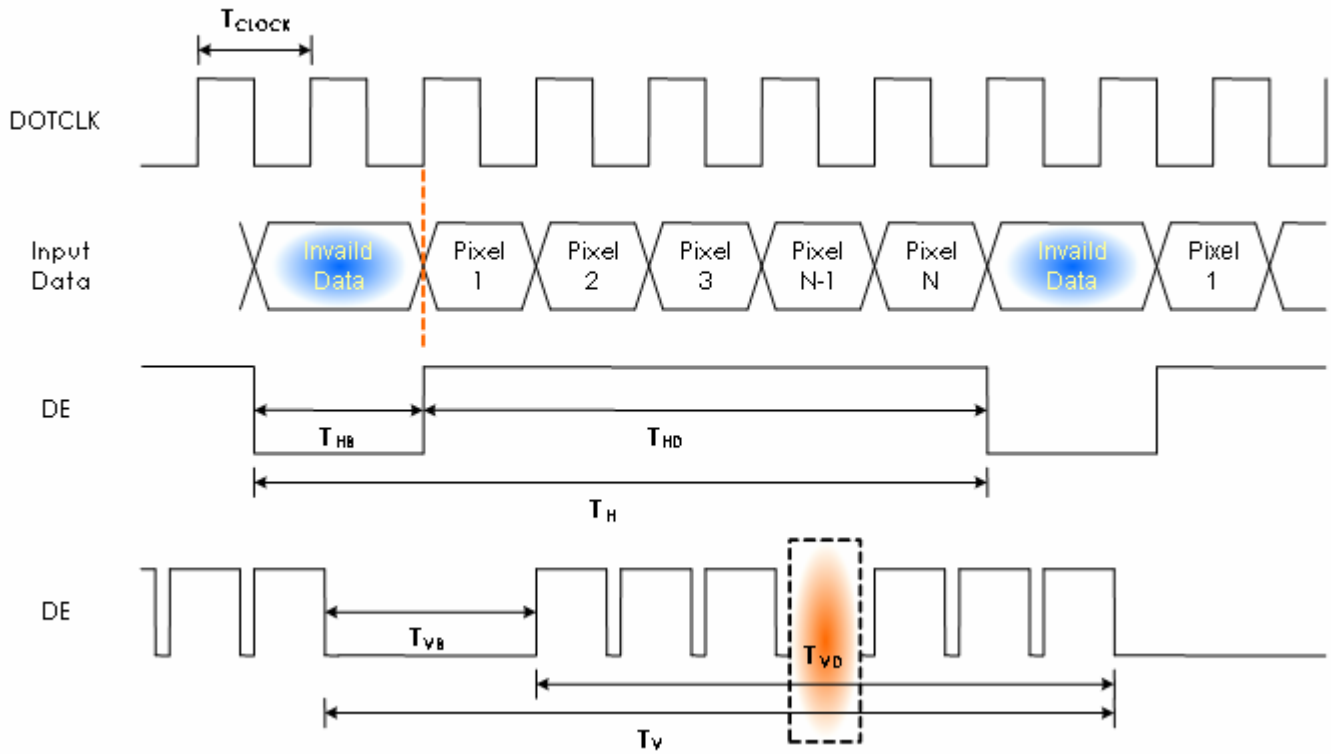 TCLOCK
DOTCLK
Input
Data
Invaild
Data
Pixel
1
Pixel
2
Pixel
3
Pixel
N-1
Pixel
N
Invaild
Data
Pixel
1
DE
THB
THD
TH
DE
TVB
TVD
TV